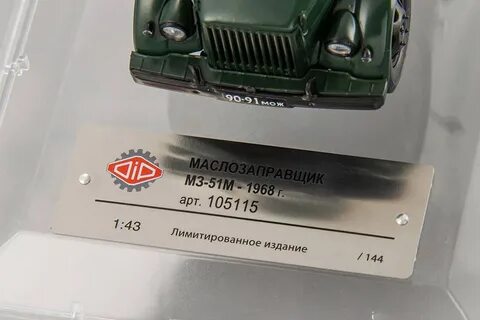 90-91 МОЖ
DiP
МАСЛОЗАПРАВЩИК
МЗ-51М - 1968 г.
арт. 105115
1:43
Лимитированное издание
/ 144